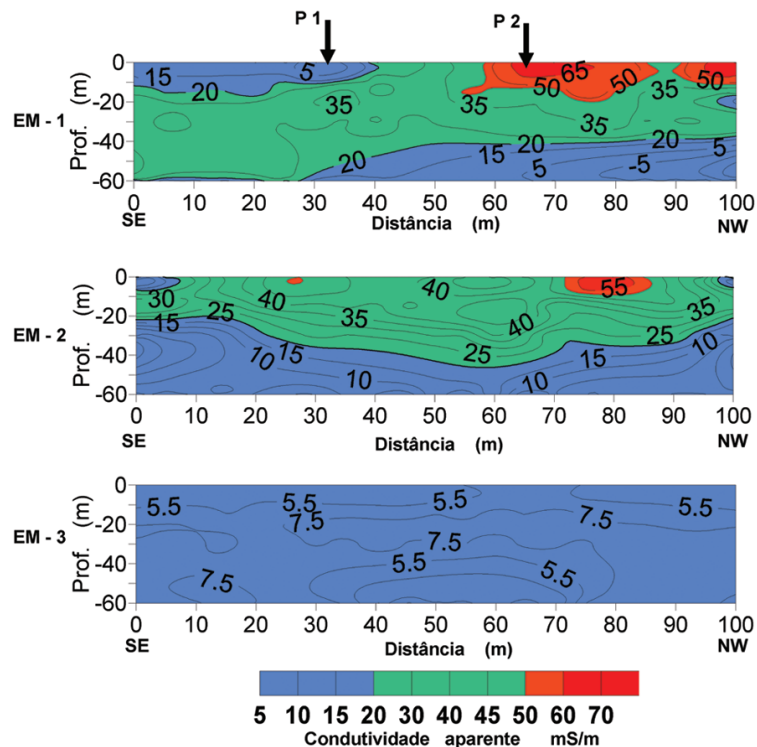 P 1 P 2
EM - 1
Prof. (m)
0
-20
-40
-60
15 20 5 35 20 35 65 50 50 35 50 35 20 15 5 20 -5 5
0 10 20 30 40 50 60 70 80 90 100
SE Distância (m) NW
EM - 2
Prof. (m)
0
-20
-40
-60
30 15 25 40 35 40 40 55 35 25 25 15 10 15 10 10 10
0 10 20 30 40 50 60 70 80 90 100
SE Distância (m) NW
EM - 3
Prof. (m)
0
-20
-40
-60
5.5 5.5 5.5 5.5 7.5 7.5 7.5 5.5 7.5 5.5
0 10 20 30 40 50 60 70 80 90 100
SE Distância (m) NW
5 10 15 20 30 40 45 50 60 70
Condutividade aparente mS/m